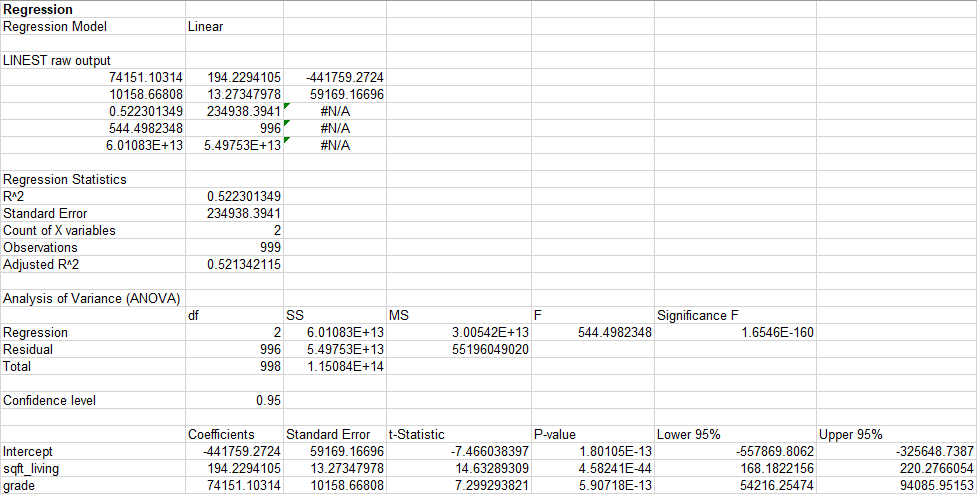 Regression
Regression Model Linear
LINEST raw output
74151.10314 194.2294105 -441759.2724
10158.66808 13.27347978 59169.16696
0.522301349 234938.3941 #N/A
544.4982348 996 #N/A
6.01083E+13 5.49753E+13 #N/A
Regression Statistics
R^2 0.522301349
Standard Error 234938.3941
Count of X variables 2
Observations 999
Adjusted R^2 0.521342115
Analysis of Variance (ANOVA)
df SS MS F Significance F
Regression 2 6.01083E+13 3.00542E+13 544.4982348 1.6546E-160
Residual 996 5.49753E+13 55196049020
Total 998 1.15084E+14
Confidence level 0.95
Coefficients Standard Error t-Statistic P-value Lower 95% Upper 95%
Intercept -441759.2724 59169.16696 -7.466038397 1.80105E-13 -557869.8062 -325648.7387
sqft_living 194.2294105 13.27347978 14.63289309 4.58241E-44 168.1822156 220.2766054
grade 74151.10314 10158.66808 7.299293821 5.90718E-13 54216.25474 94085.95153